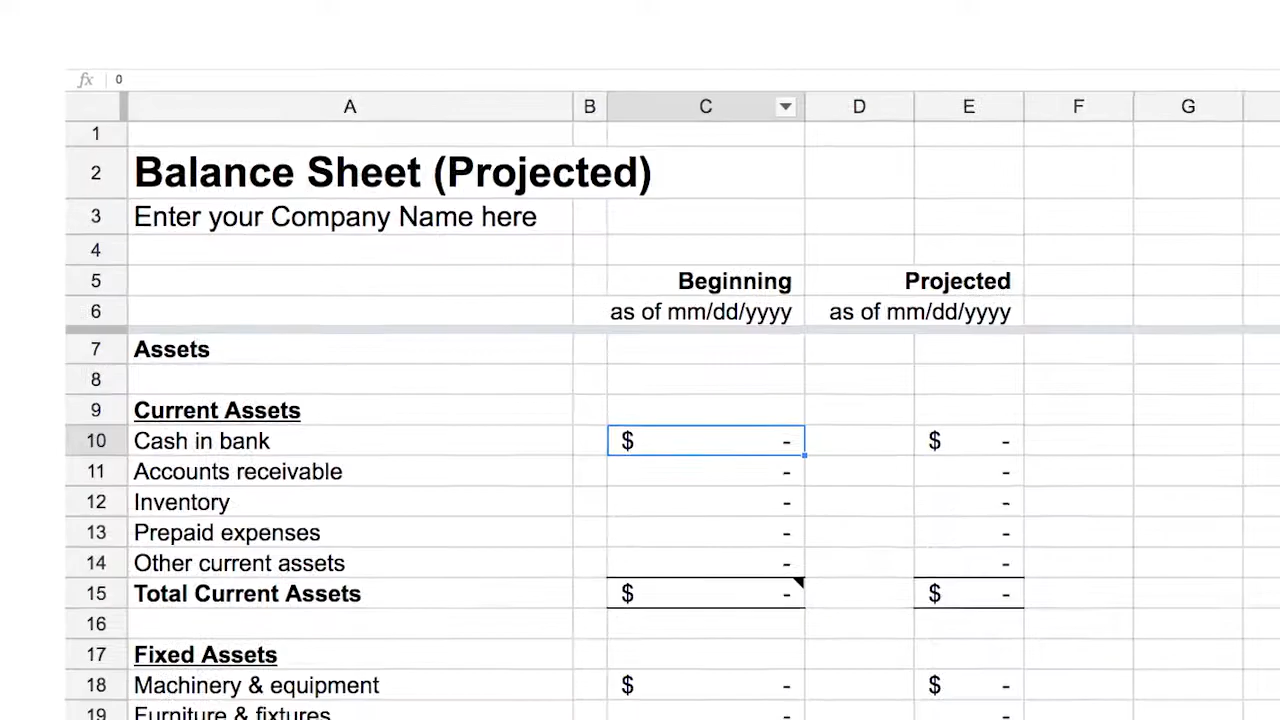 fx 0
A B C D E F G
1
2 Balance Sheet (Projected)
3 Enter your Company Name here
4
5 Beginning Projected
6 as of mm/dd/yyyy as of mm/dd/yyyy
7 Assets
8
9 Current Assets
10 Cash in bank $ - $ -
11 Accounts receivable - -
12 Inventory - -
13 Prepaid expenses - -
14 Other current assets - -
15 Total Current Assets $ - $ -
16
17 Fixed Assets
18 Machinery & equipment $ - $ -
19 Furniture & fixtures - -